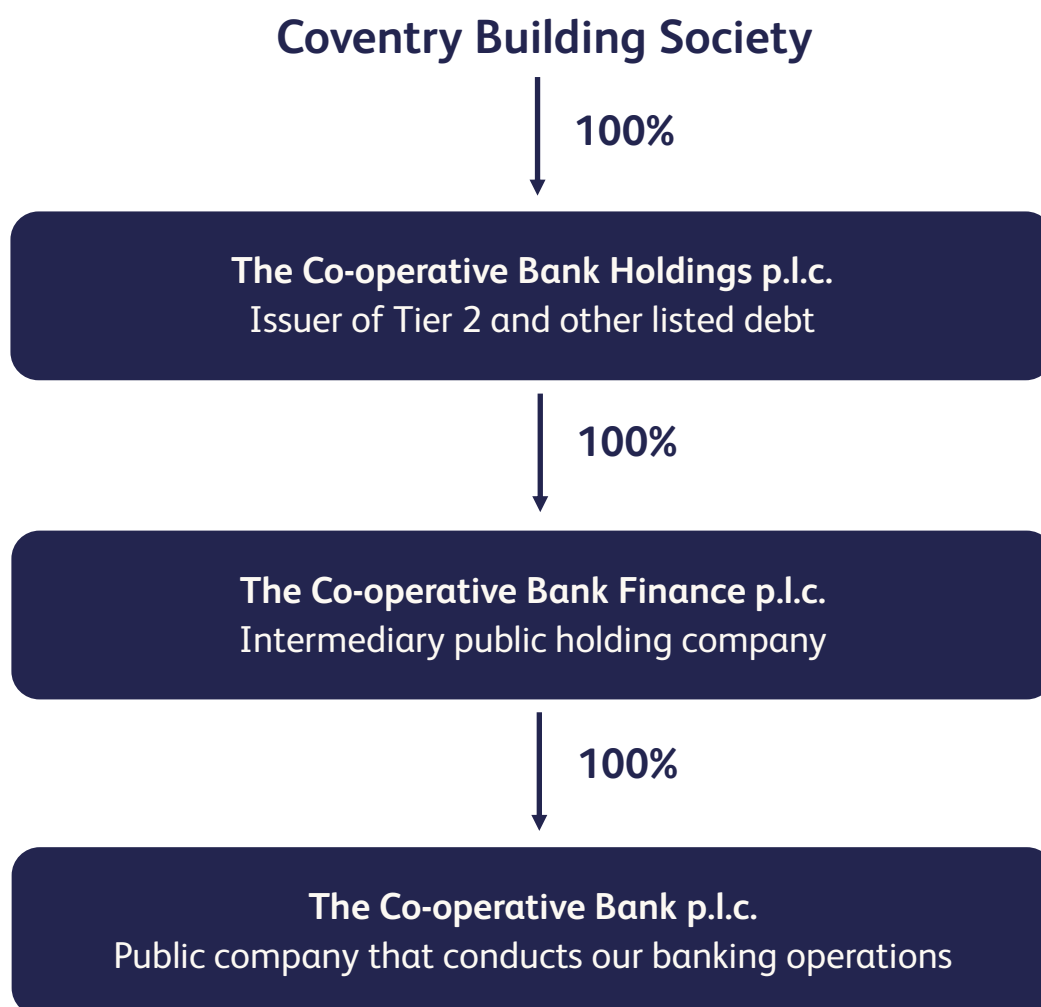 Coventry Building Society
100%
The Co-operative Bank Holdings p.l.c.
Issuer of Tier 2 and other listed debt
100%
The Co-operative Bank Finance p.l.c.
Intermediary public holding company
100%
The Co-operative Bank p.l.c.
Public company that conducts our banking operations